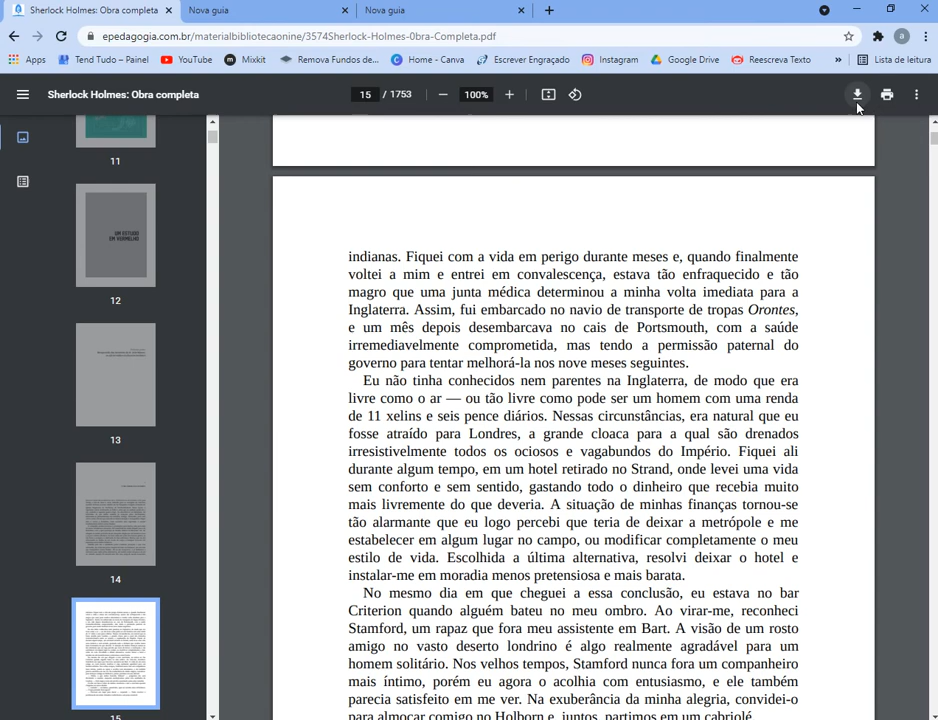 Sherlock Holmes: Obra completa
Nova guia
Nova guia
epedagogia.com.br/materialbibliotecaonine/3574Sherlock-Holmes-0bra-Completa.pdf
a
Apps
Tend Tudo – Painel
YouTube
Mixkit
Remova Fundos de...
Home - Canva
Escrever Engraçado
Instagram
Google Drive
Reescreva Texto
»
Lista de leitura
Sherlock Holmes: Obra completa
15 / 1753
100%
11
UM ESTUDO
EM VERMELHO
12
13
14
15
indianas. Fiquei com a vida em perigo durante meses e, quando finalmente
voltei a mim e entrei em convalescença, estava tão enfraquecido e tão
magro que uma junta médica determinou a minha volta imediata para a
Inglaterra. Assim, fui embarcado no navio de transporte de tropas Orontes,
e um mês depois desembarcava no cais de Portsmouth, com a saúde
irremediavelmente comprometida, mas tendo a permissão paternal do
governo para tentar melhorá-la nos nove meses seguintes.
Eu não tinha conhecidos nem parentes na Inglaterra, de modo que era
livre como o ar — ou tão livre como pode ser um homem com uma renda
de 11 xelins e seis pence diários. Nessas circunstâncias, era natural que eu
fosse atraído para Londres, a grande cloaca para a qual são drenados
irresistivelmente todos os ociosos e vagabundos do Império. Fiquei ali
durante algum tempo, em um hotel retirado no Strand, onde levei uma vida
sem conforto e sem sentido, gastando todo o dinheiro que recebia muito
mais livremente do que deveria. A situação de minhas finanças tornou-se
tão alarmante que eu logo percebi que teria de deixar a metrópole e me
estabelecer em algum lugar no campo, ou modificar completamente o meu
estilo de vida. Escolhida a última alternativa, resolvi deixar o hotel e
instalar-me em moradia menos pretensiosa e mais barata.
No mesmo dia em que cheguei a essa conclusão, eu estava no bar
Criterion quando alguém bateu no meu ombro. Ao virar-me, reconheci
Stamford, um rapaz que fora meu assistente em Bart. A visão de um rosto
amigo no vasto deserto londrino é algo realmente agradável para um
homem solitário. Nos velhos tempos, Stamford nunca fora um companheiro
mais íntimo, porém eu agora o acolhia com entusiasmo, e ele também
parecia satisfeito em me ver. Na exuberância da minha alegria, convidei-o
para almoçar comigo no Holborn e, juntos, partimos em um cabriolé.